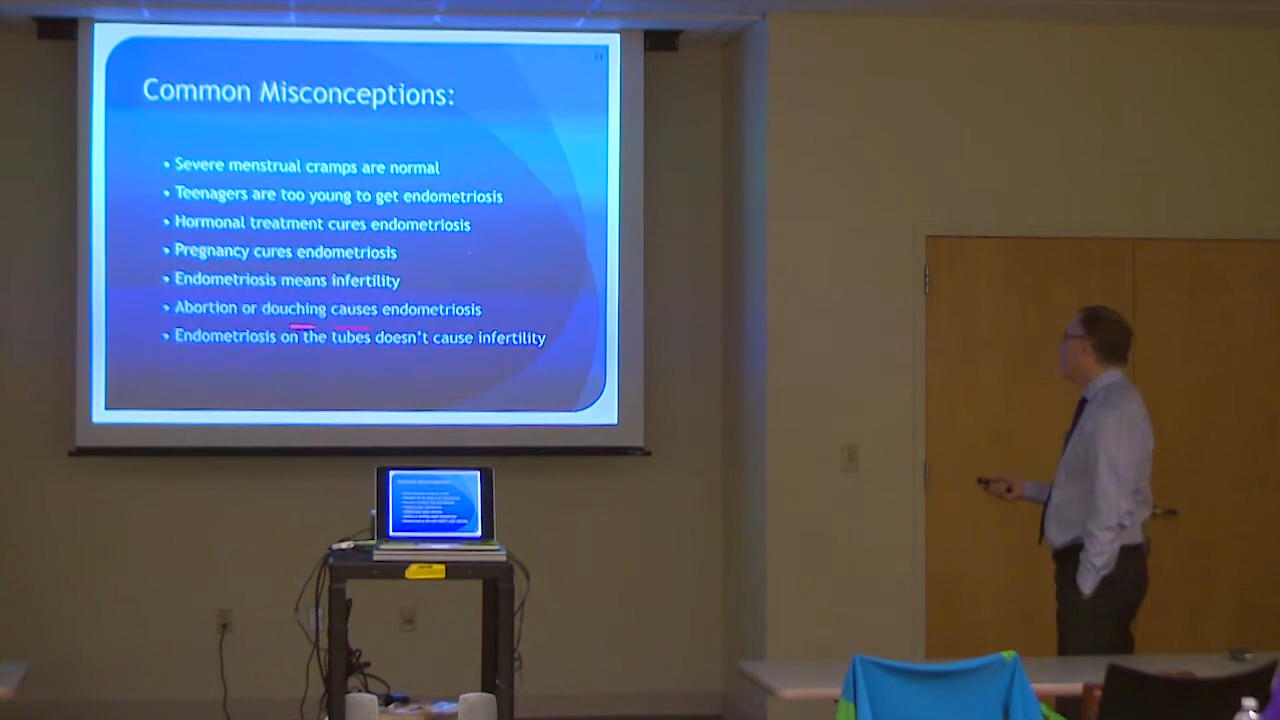 Common Misconceptions:
• Severe menstrual cramps are normal
• Teenagers are too young to get endometriosis
• Hormonal treatment cures endometriosis
• Pregnancy cures endometriosis
• Endometriosis means infertility
• Abortion or douching causes endometriosis
• Endometriosis on the tubes doesn't cause infertility